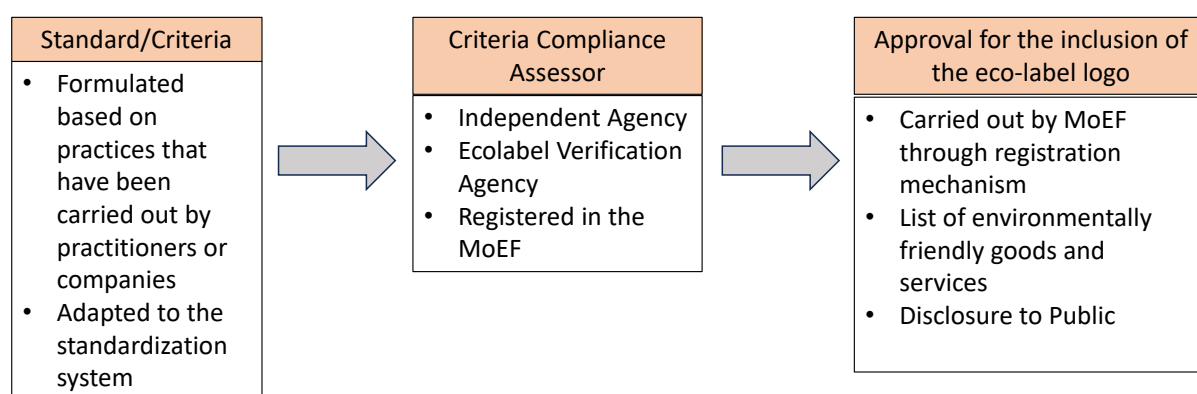 Standard/Criteria
• Formulated
based on
practices that
have been
carried out by
practitioners or
companies
• Adapted to the
standardization
system
Criteria Compliance
Assessor
• Independent Agency
• Ecolabel Verification
Agency
• Registered in the
MoEF
Approval for the inclusion of
the eco-label logo
• Carried out by MoEF
through registration
mechanism
• List of environmentally
friendly goods and
services
• Disclosure to Public